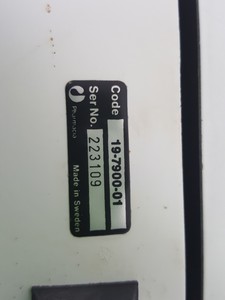 Code 19-7900-01
Ser No. 223109
Pharmacia Made in Sweden